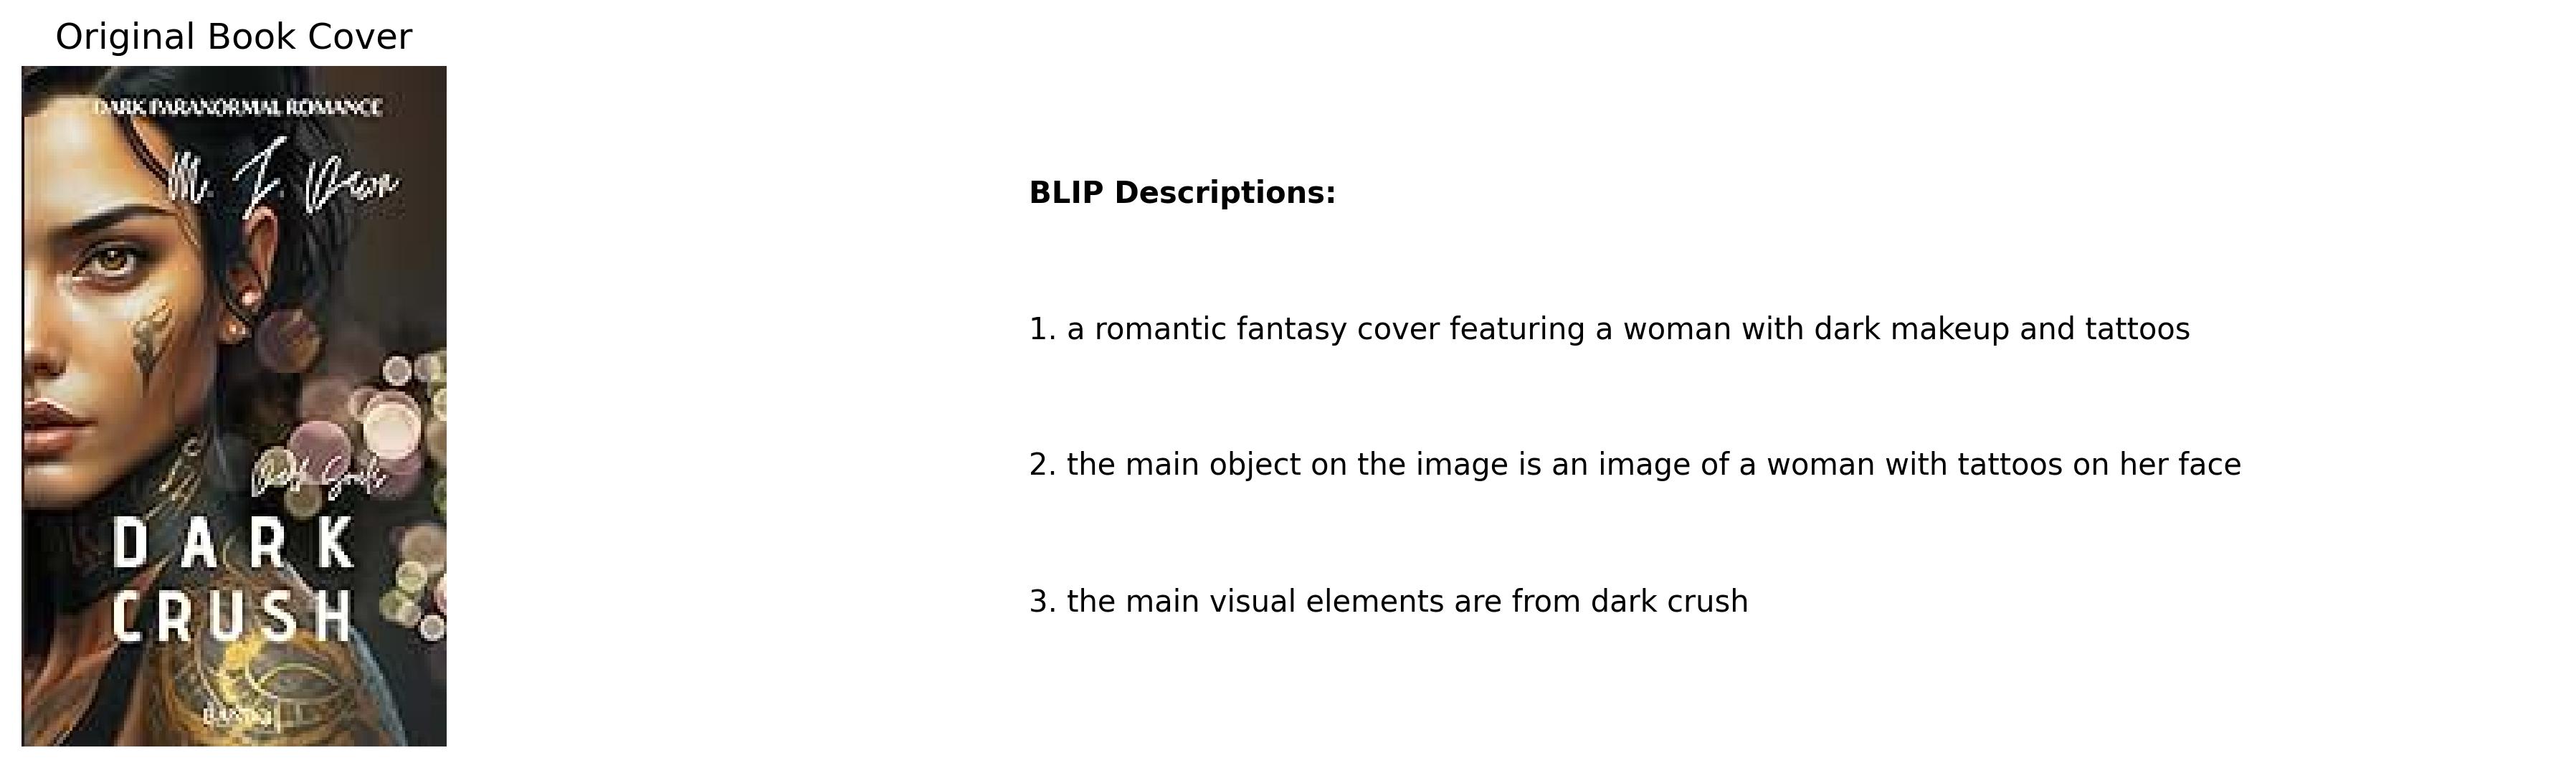 Original Book Cover
DARK PARANORMAL ROMANCE
M. I. Dawn
Dark Souls
DARK
CRUSH
BLIP Descriptions:
1. a romantic fantasy cover featuring a woman with dark makeup and tattoos
2. the main object on the image is an image of a woman with tattoos on her face
3. the main visual elements are from dark crush